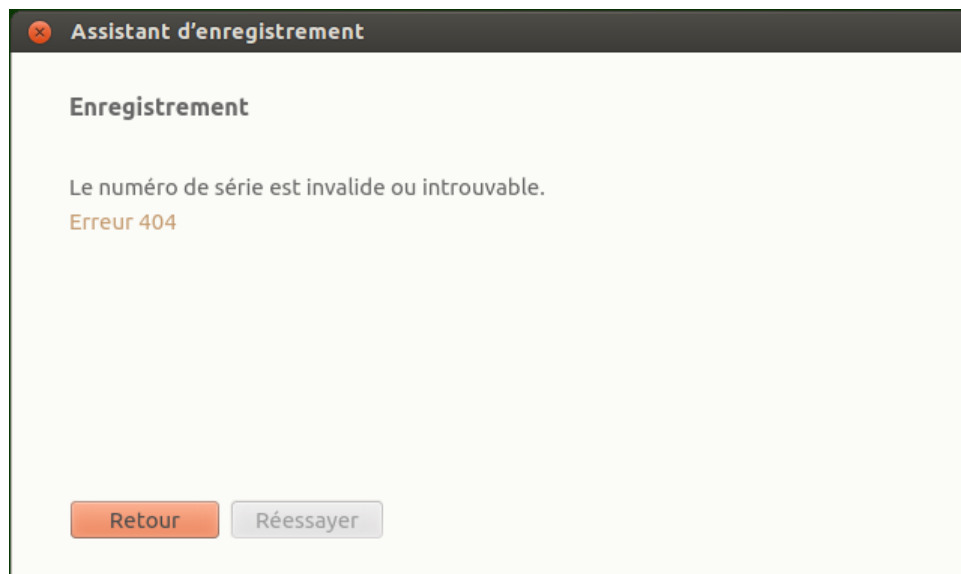 Assistant d’enregistrement
Enregistrement
Le numéro de série est invalide ou introuvable.
Erreur 404
Retour Réessayer